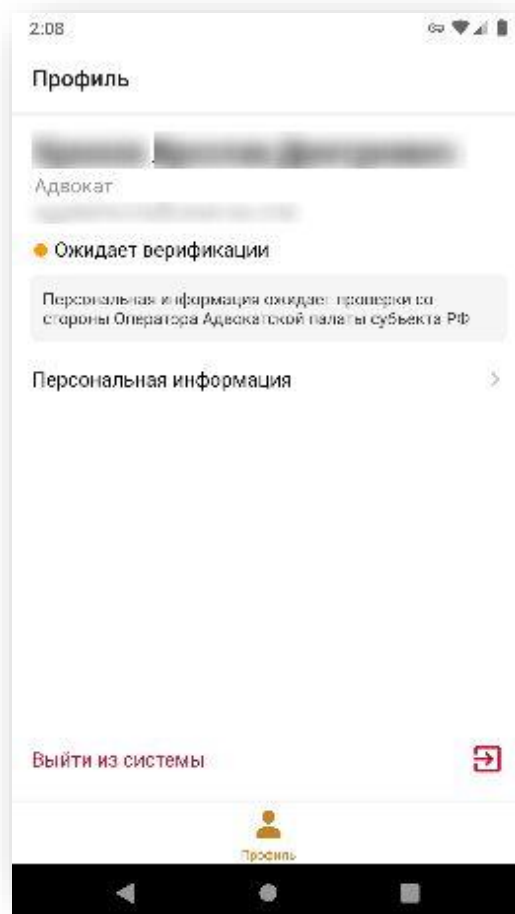 2:08
Профиль
Адвокат
Ожидает верификации
Персональная информация ожидает проверки со
стороны Оператора Адвокатской палаты субъекта РФ
Персональная информация
Выйти из системы
Профиль